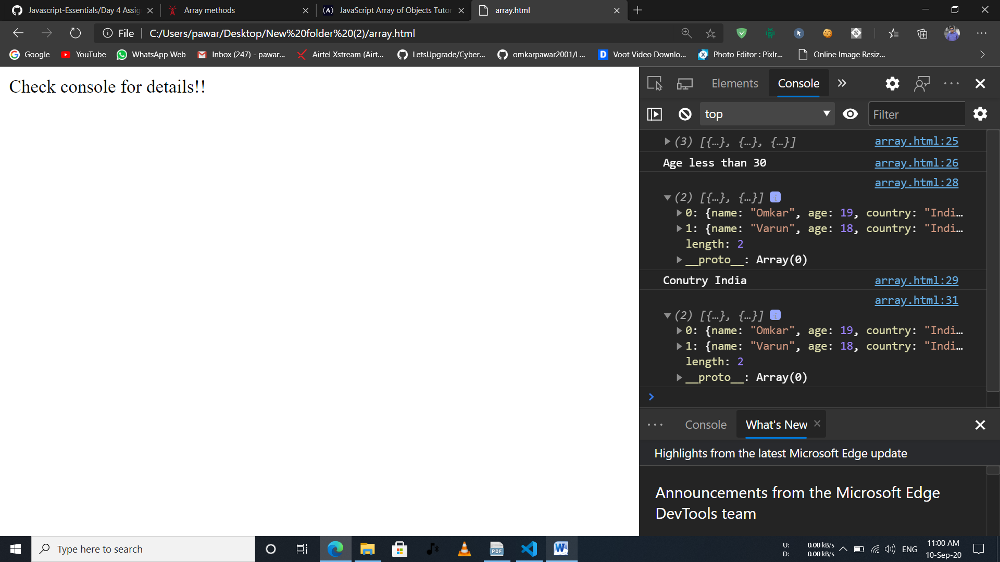 Javascript-Essentials/Day 4 Assig
Array methods
JavaScript Array of Objects Tutor
array.html
File
C:/Users/pawar/Desktop/New%20folder%20(2)/array.html
Google
YouTube
WhatsApp Web
Inbox (247) - pawar...
Airtel Xstream (Airt...
LetsUpgrade/Cyber...
omkarpawar2001/L...
Voot Video Downlo...
Photo Editor : Pixlr...
Online Image Resiz...
Check console for details!!
Elements
Console
top
Filter
(3) [{…}, {…}, {…}] array.html:25
Age less than 30 array.html:26
array.html:28
(2) [{…}, {…}]
0: {name: "Omkar", age: 19, country: "Indi…
1: {name: "Varun", age: 18, country: "Indi…
length: 2
__proto__: Array(0)
Conutry India array.html:29
array.html:31
(2) [{…}, {…}]
0: {name: "Omkar", age: 19, country: "Indi…
1: {name: "Varun", age: 18, country: "Indi…
length: 2
__proto__: Array(0)
Console
What's New
Highlights from the latest Microsoft Edge update
Announcements from the Microsoft Edge
DevTools team
Type here to search
PDF
U: 0.00 kB/s
D: 0.00 kB/s
ENG
11:00 AM
10-Sep-20